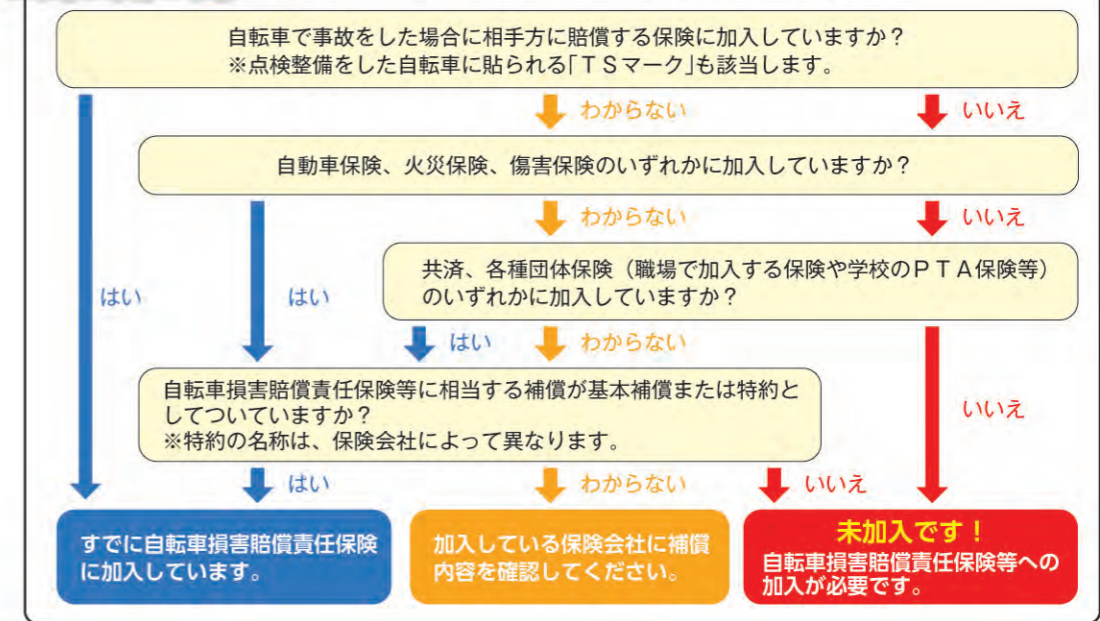 自転車で事故をした場合に相手方に賠償する保険に加入していますか？
※点検整備をした自転車に貼られる「ＴＳマーク」も該当します。
わからない
いいえ
自動車保険、火災保険、傷害保険のいずれかに加入していますか？
わからない
いいえ
共済、各種団体保険（職場で加入する保険や学校のＰＴＡ保険等）
のいずれかに加入していますか？
はい
はい
はい
わからない
自転車損害賠償責任保険等に相当する補償が基本補償または特約と
してついていますか？
※特約の名称は、保険会社によって異なります。
いいえ
はい
わからない
いいえ
すでに自転車損害賠償責任保険
に加入しています。
加入している保険会社に補償
内容を確認してください。
未加入です！
自転車損害賠償責任保険等への
加入が必要です。